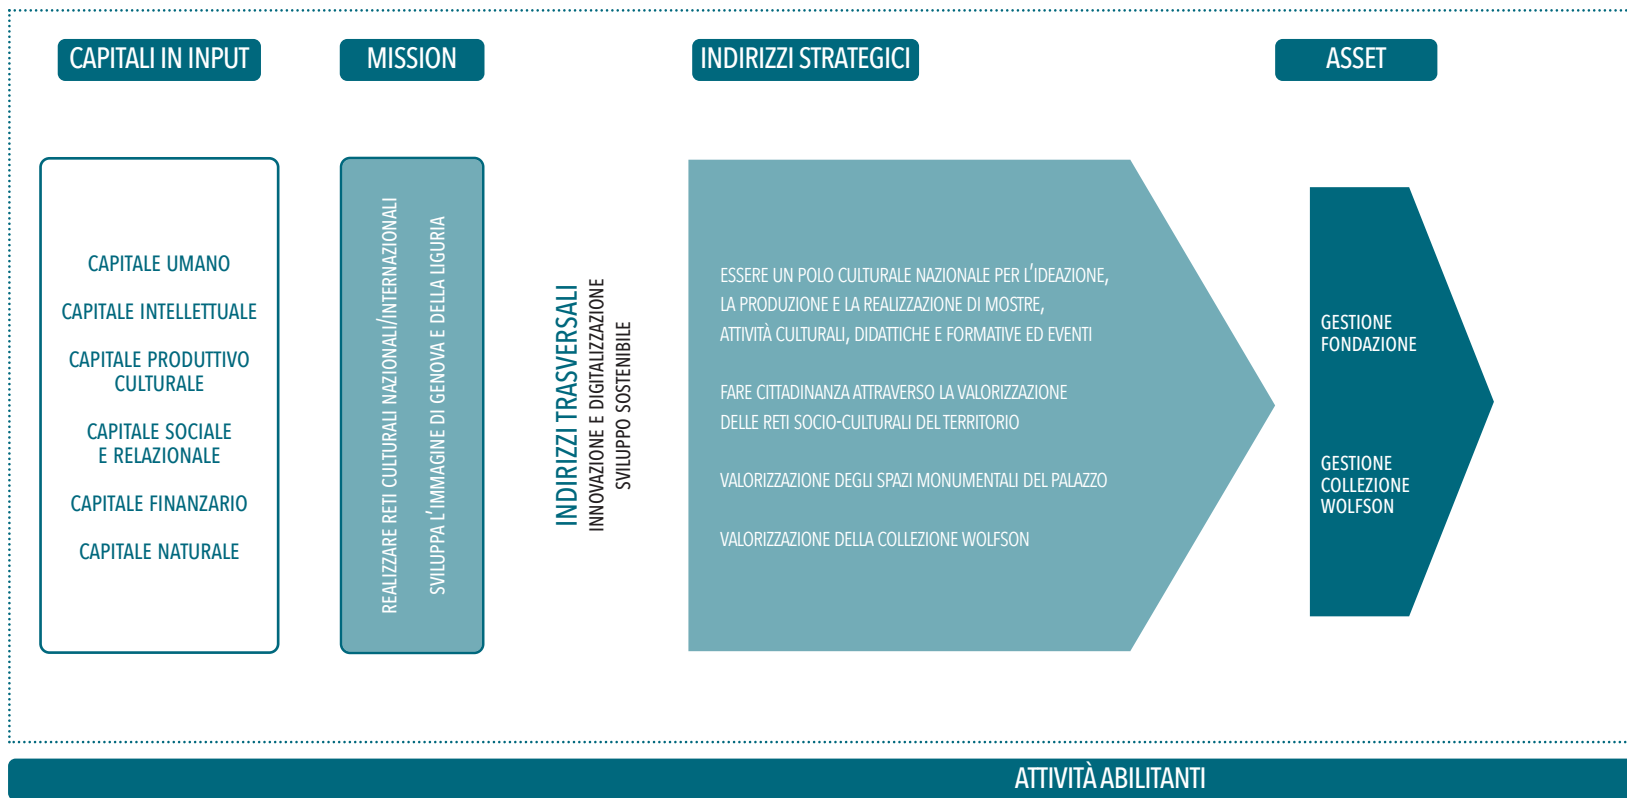 CAPITALI IN INPUT
MISSION
INDIRIZZI STRATEGICI
ASSET
CAPITALE UMANO
CAPITALE INTELLETTUALE
CAPITALE PRODUTTIVO
CULTURALE
CAPITALE SOCIALE
E RELAZIONALE
CAPITALE FINANZARIO
CAPITALE NATURALE
REALIZZARE RETI CULTURALI NAZIONALI/INTERNAZIONALI
SVILUPPA L'IMMAGINE DI GENOVA E DELLA LIGURIA
INDIRIZZI TRASVERSALI
INNOVAZIONE E DIGITALIZZAZIONE
SVILUPPO SOSTENIBILE
ESSERE UN POLO CULTURALE NAZIONALE PER L'IDEAZIONE,
LA PRODUZIONE E LA REALIZZAZIONE DI MOSTRE,
ATTIVITÀ CULTURALI, DIDATTICHE E FORMATIVE ED EVENTI
FARE CITTADINANZA ATTRAVERSO LA VALORIZZAZIONE
DELLE RETI SOCIO-CULTURALI DEL TERRITORIO
VALORIZZAZIONE DEGLI SPAZI MONUMENTALI DEL PALAZZO
VALORIZZAZIONE DELLA COLLEZIONE WOLFSON
GESTIONE
FONDAZIONE
GESTIONE
COLLEZIONE
WOLFSON
ATTIVITÀ ABILITANTI